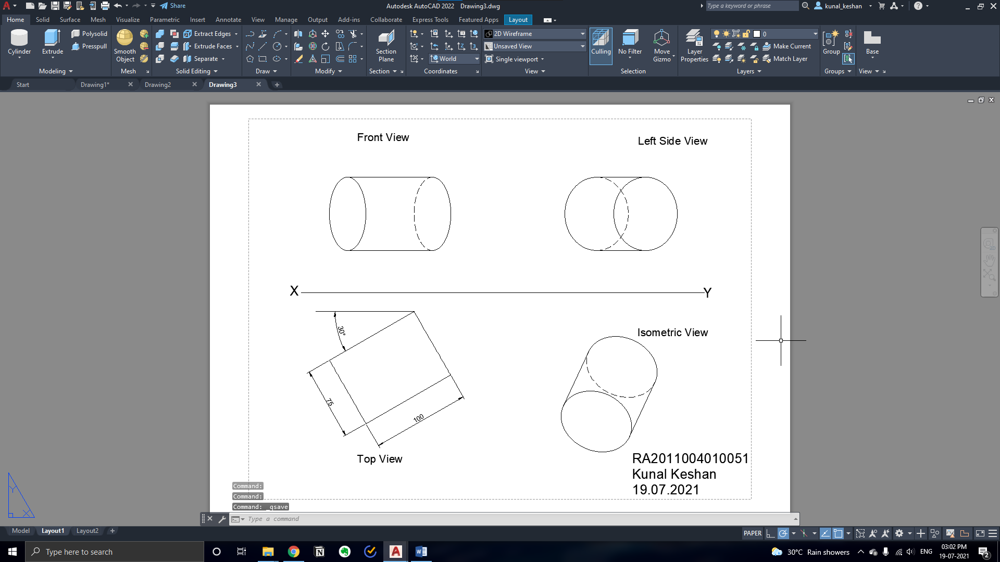 Share
Autodesk AutoCAD 2022 Drawing3.dwg
Type a keyword or phrase
kunal_keshan
Home Solid Surface Mesh Visualize Parametric Insert Annotate View Manage Output Add-ins Collaborate Express Tools Featured Apps Layout
Cylinder
Extrude
Polysolid
Presspull
Modeling
Smooth
Object
Mesh
Extract Edges
Extrude Faces
Separate
Solid Editing
Draw
Modify
Section
Plane
Section
World
Coordinates
2D Wireframe
Unsaved View
Single viewport
View
Culling
No Filter
Move
Gizmo
Selection
Layer
Properties
0
Make Current
Match Layer
Layers
Group
Groups
Base
View
Start Drawing1* Drawing2 Drawing3
Front View
Left Side View
X
Y
30°
75
100
Isometric View
Top View
RA2011004010051
Kunal Keshan
19.07.2021
Y
X
Command:
Command:
Command: _qsave
Type a command
Model Layout1 Layout2
PAPER
Type here to search
30°C Rain showers
ENG
03:02 PM
19-07-2021
2